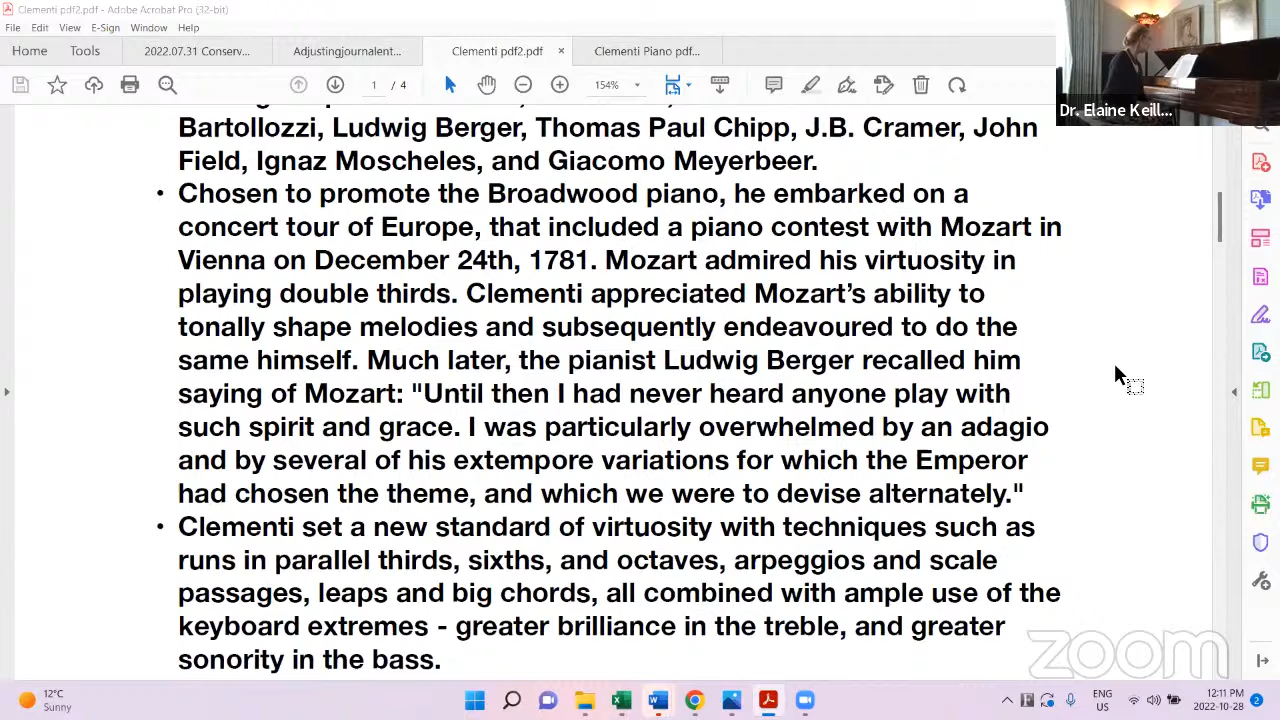 Clementi pdf2.pdf - Adobe Acrobat Pro (32-bit)
File Edit View E-Sign Window Help
Home Tools 2022.07.31 Conserv... Adjustingjournalent... Clementi pdf2.pdf × Clementi Piano pdf...
1 / 4 154%
Dr. Elaine Keill...
Bartollozzi, Ludwig Berger, Thomas Paul Chipp, J.B. Cramer, John
Field, Ignaz Moscheles, and Giacomo Meyerbeer.
• Chosen to promote the Broadwood piano, he embarked on a
concert tour of Europe, that included a piano contest with Mozart in
Vienna on December 24th, 1781. Mozart admired his virtuosity in
playing double thirds. Clementi appreciated Mozart’s ability to
tonally shape melodies and subsequently endeavoured to do the
same himself. Much later, the pianist Ludwig Berger recalled him
saying of Mozart: "Until then I had never heard anyone play with
such spirit and grace. I was particularly overwhelmed by an adagio
and by several of his extempore variations for which the Emperor
had chosen the theme, and which we were to devise alternately."
• Clementi set a new standard of virtuosity with techniques such as
runs in parallel thirds, sixths, and octaves, arpeggios and scale
passages, leaps and big chords, all combined with ample use of the
keyboard extremes - greater brilliance in the treble, and greater
sonority in the bass.
zoom
12°C
Sunny
ENG
US
12:11 PM
2022-10-28
2